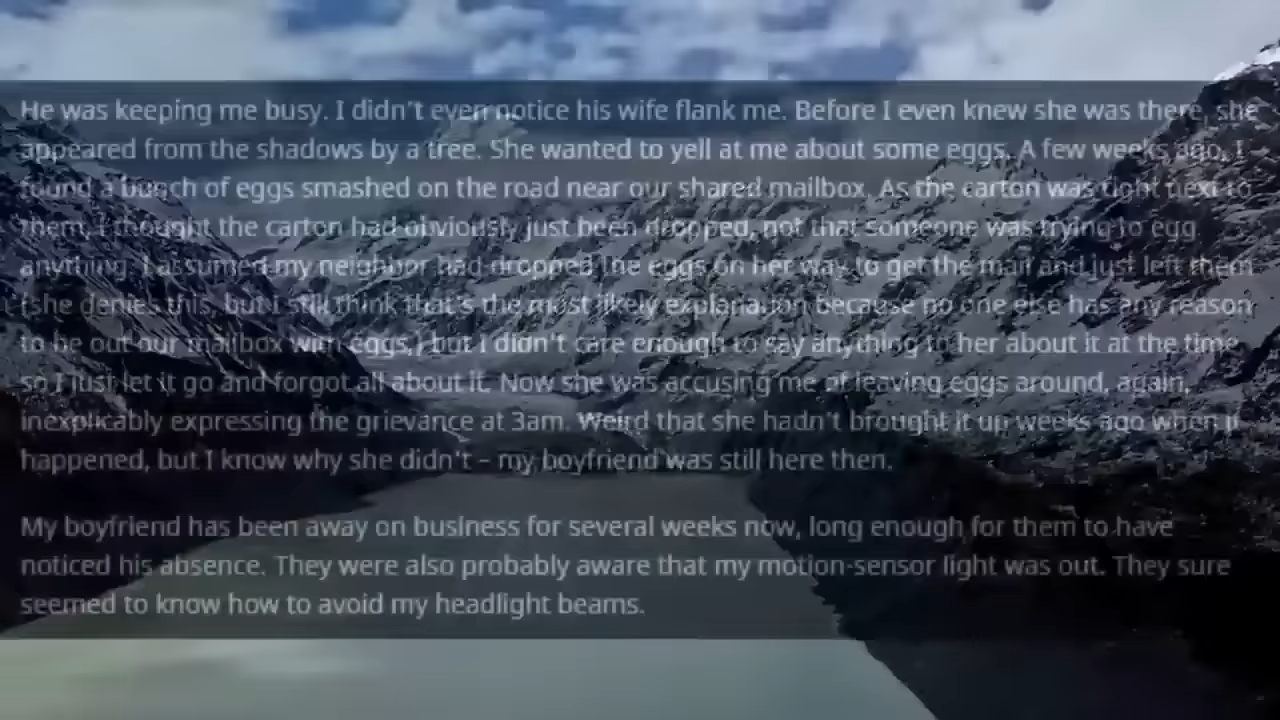 He was keeping me busy. I didn't even notice his wife flank me. Before I even knew she was there, she
appeared from the shadows by a tree. She wanted to yell at me about some eggs. A few weeks ago, I
found a bunch of eggs smashed on the road near our shared mailbox. As the carton was right next to
them, I thought the carton had obviously just been dropped, not that someone was trying to egg
anything. I assumed my neighbor had dropped the eggs on her way to get the mail and just left them
(she denies this, but I still think that's the most likely explanation because no one else has any reason
to be out our mailbox with eggs,) but I didn't care enough to say anything to her about it at the time,
so I just let it go and forgot all about it. Now she was accusing me of leaving eggs around, again,
inexplicably expressing the grievance at 3am. Weird that she hadn't brought it up weeks ago when it
happened, but I know why she didn't – my boyfriend was still here then.
My boyfriend has been away on business for several weeks now, long enough for them to have
noticed his absence. They were also probably aware that my motion-sensor light was out. They sure
seemed to know how to avoid my headlight beams.